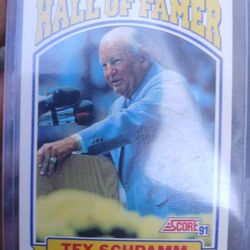 HALL OF FAMER
SCORE 91
TEX SCHRAMM